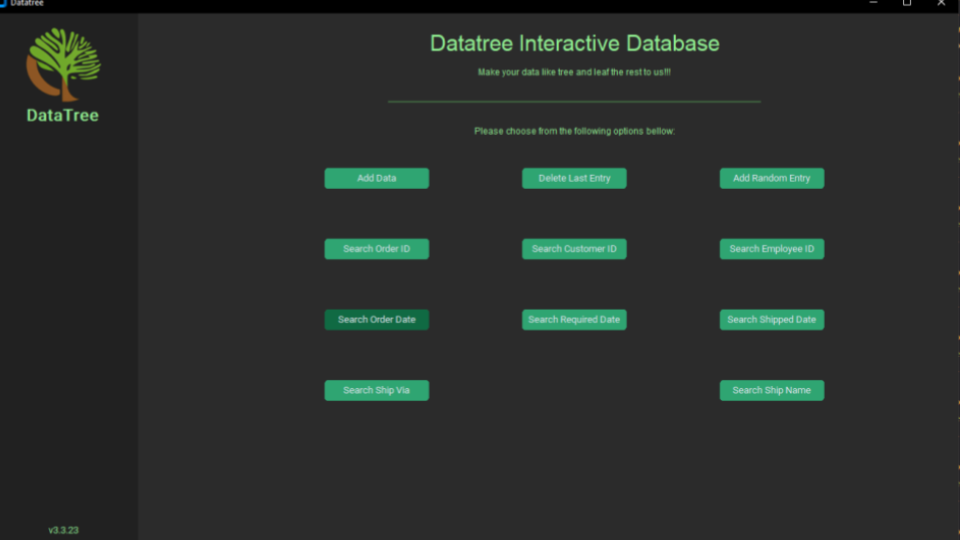 Datatree
Datatree Interactive Database
Make your data like tree and leaf the rest to us!!!
DataTree
Please choose from the following options bellow:
Add Data
Delete Last Entry
Add Random Entry
Search Order ID
Search Customer ID
Search Employee ID
Search Order Date
Search Required Date
Search Shipped Date
Search Ship Via
Search Ship Name
v3.3.23